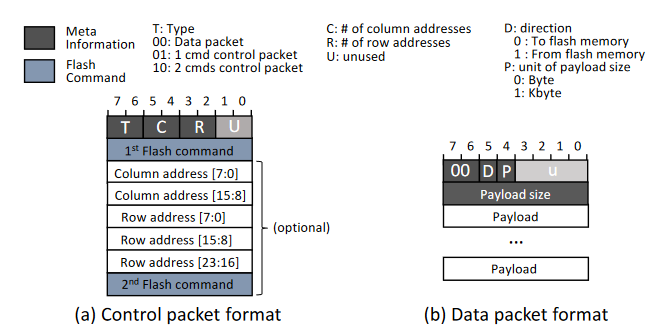 Meta
Information
Flash
Command
T: Type
00: Data packet
01: 1 cmd control packet
10: 2 cmds control packet
C: # of column addresses
R: # of row addresses
U: unused
D: direction
0 : To flash memory
1 : From flash memory
P: unit of payload size
0: Byte
1: Kbyte
7 6 5 4 3 2 1 0
T C R U
1st Flash command
Column address [7:0]
Column address [15:8]
Row address [7:0]
Row address [15:8]
Row address [23:16]
2nd Flash command
(optional)
(a) Control packet format
7 6 5 4 3 2 1 0
00 D P u
Payload size
Payload
...
Payload
(b) Data packet format